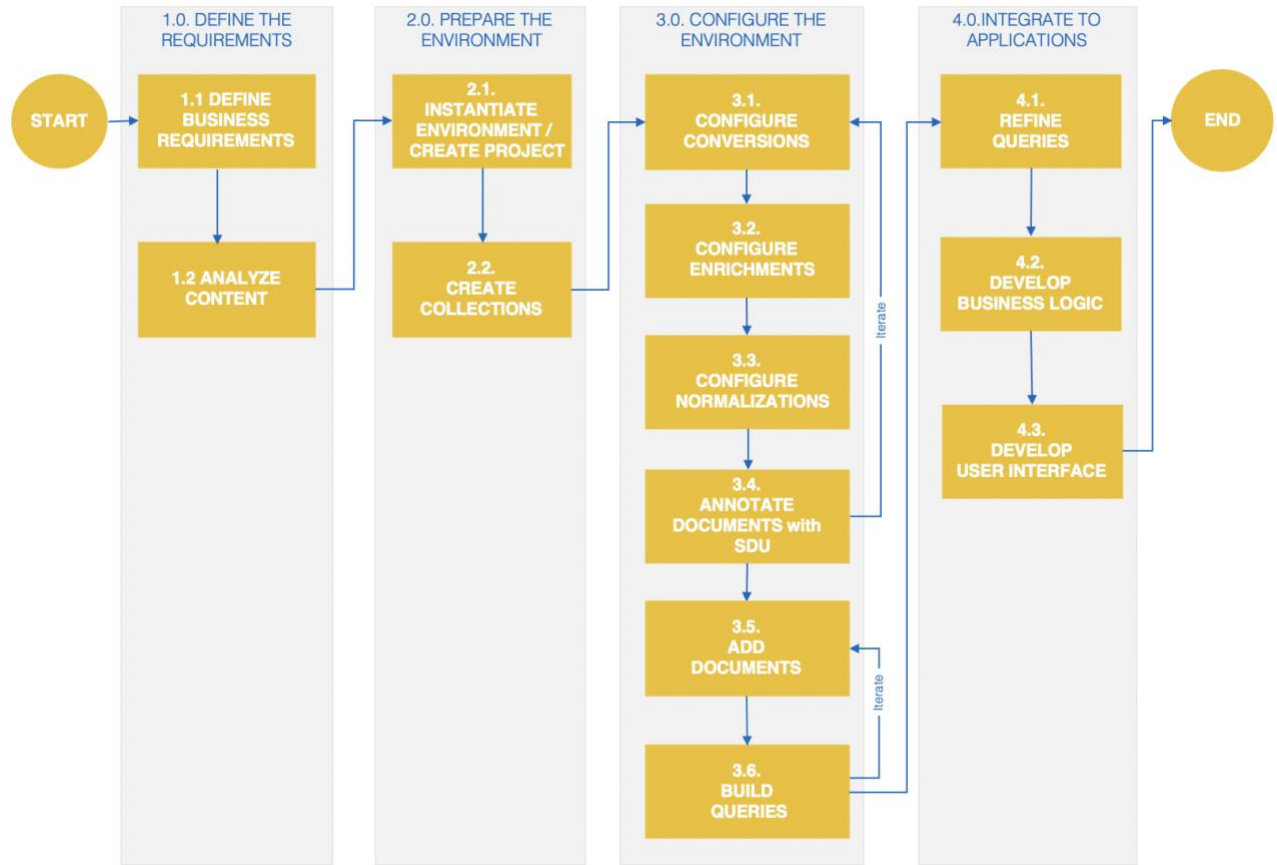 1.0. DEFINE THE
REQUIREMENTS
2.0. PREPARE THE
ENVIRONMENT
3.0. CONFIGURE THE
ENVIRONMENT
4.0.INTEGRATE TO
APPLICATIONS
START
1.1 DEFINE
BUSINESS
REQUIREMENTS
1.2 ANALYZE
CONTENT
2.1.
INSTANTIATE
ENVIRONMENT /
CREATE PROJECT
2.2.
CREATE
COLLECTIONS
3.1.
CONFIGURE
CONVERSIONS
3.2.
CONFIGURE
ENRICHMENTS
3.3.
CONFIGURE
NORMALIZATIONS
3.4.
ANNOTATE
DOCUMENTS with
SDU
Iterate
3.5.
ADD
DOCUMENTS
3.6.
BUILD
QUERIES
Iterate
4.1.
REFINE
QUERIES
4.2.
DEVELOP
BUSINESS LOGIC
4.3.
DEVELOP
USER INTERFACE
END